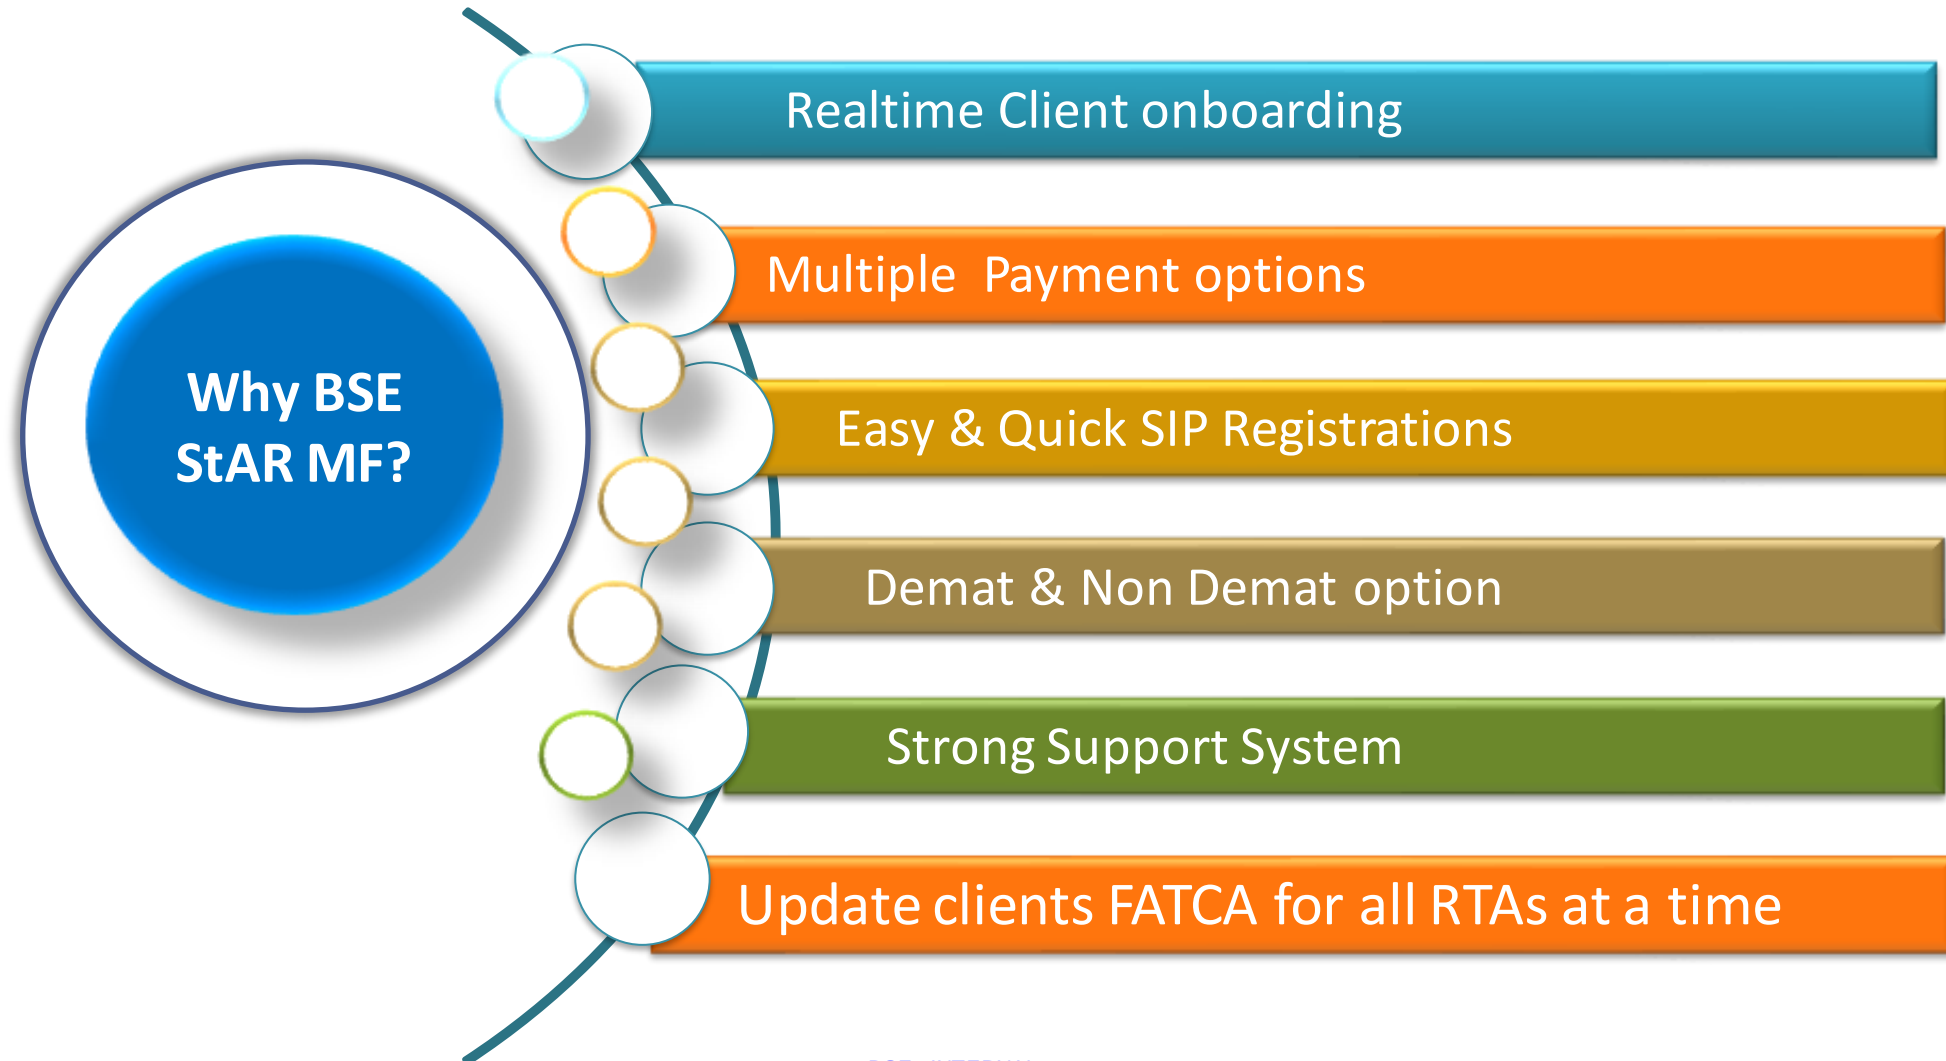 Realtime Client onboarding
Multiple Payment options
Why BSE
StAR MF?
Easy & Quick SIP Registrations
Demat & Non Demat option
Strong Support System
Update clients FATCA for all RTAs at a time